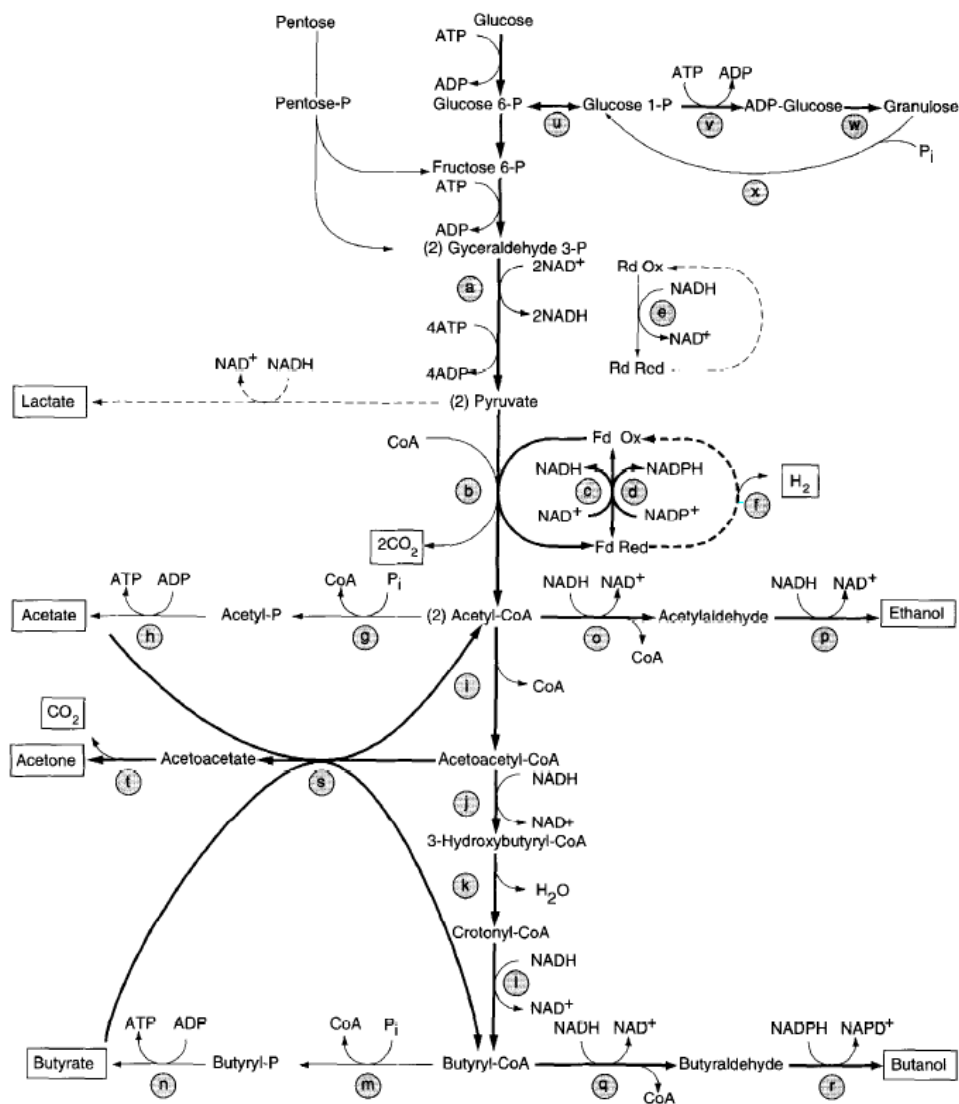 Pentose
Glucose
ATP
ADP
ATP
ADP
Pentose-P
Glucose 6-P
Glucose 1-P
ADP-Glucose
Granulose
u
v
w
Pi
x
Fructose 6-P
ATP
ADP
(2) Gyceraldehyde 3-P
a
2NAD+
2NADH
Rd Ox
NADH
e
NAD+
Rd Red
4ATP
4ADP
NAD+ NADH
Lactate
(2) Pyruvate
CoA
Fd Ox
NADH
NADPH
b
c
d
f
H2
NAD+
NADP+
2CO2
Fd Red
ATP ADP
CoA Pi
NADH NAD+
NADH NAD+
Acetate
Acetyl-P
(2) Acetyl-CoA
Acetylaldehyde
Ethanol
h
g
o
CoA
p
i
CoA
CO2
Acetone
Acetoacetate
Acetoacetyl-CoA
t
s
NADH
j
NAD+
3-Hydroxybutyryl-CoA
k
H2O
Crotonyl-CoA
NADH
l
NAD+
ATP ADP
CoA Pi
NADH NAD+
NADPH NAPD+
Butyrate
Butyryl-P
Butyryl-CoA
Butyraldehyde
Butanol
n
m
q
CoA
r